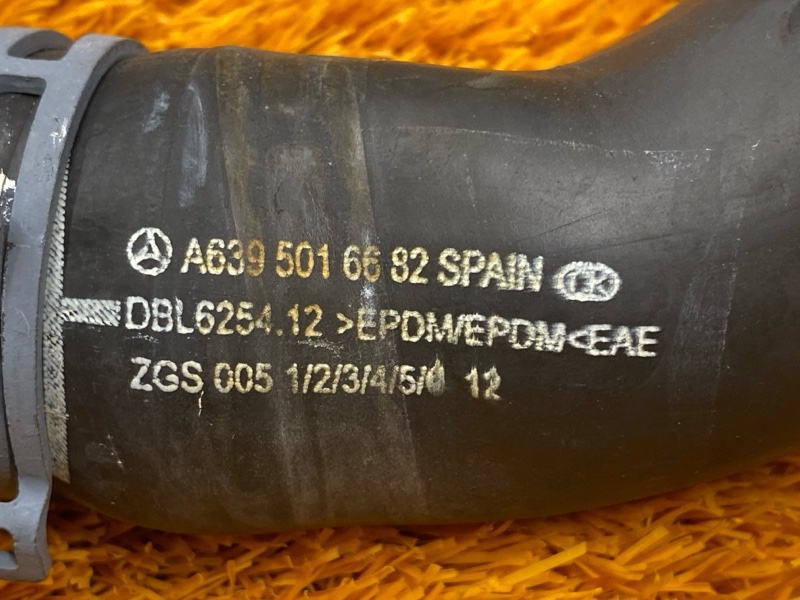 A639 501 66 82 SPAIN
DBL6254.12 >EPDM/EPDM<EAE
ZGS 005 1/2/3/4/5/ 12